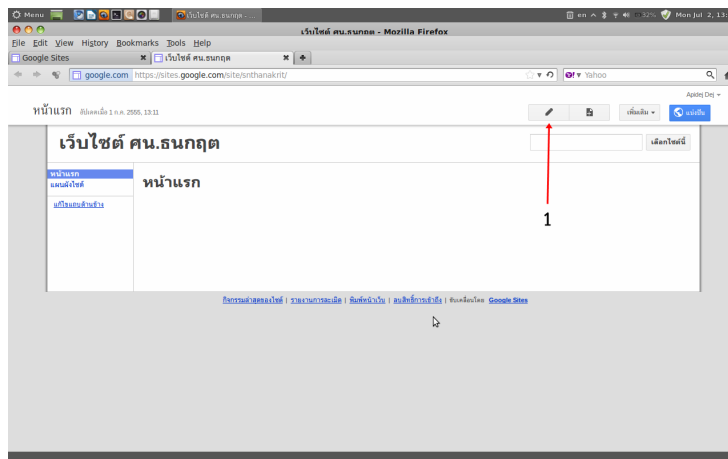 Menu
เว็บไซต์ ศน.ธนกฤต - ...
en
32%
Mon Jul 2, 13:
เว็บไซต์ ศน.ธนกฤต - Mozilla Firefox
File Edit View History Bookmarks Tools Help
Google Sites
เว็บไซต์ ศน.ธนกฤต
google.com https://sites.google.com/site/snthanakrit/
Yahoo
Apidej Dej
หน้าแรก อัปเดตเมื่อ 1 ก.ค. 2555, 13:11
เพิ่มเติม
แบ่งปัน
เว็บไซต์ ศน.ธนกฤต
เลือกไซต์นี้
หน้าแรก
แผนผังไซต์
แก้ไขแถบด้านข้าง
หน้าแรก
1
กิจกรรมล่าสุดของไซต์ | รายงานการละเมิด | พิมพ์หน้าเว็บ | ลบสิทธิ์การเข้าถึง | ขับเคลื่อนโดย Google Sites